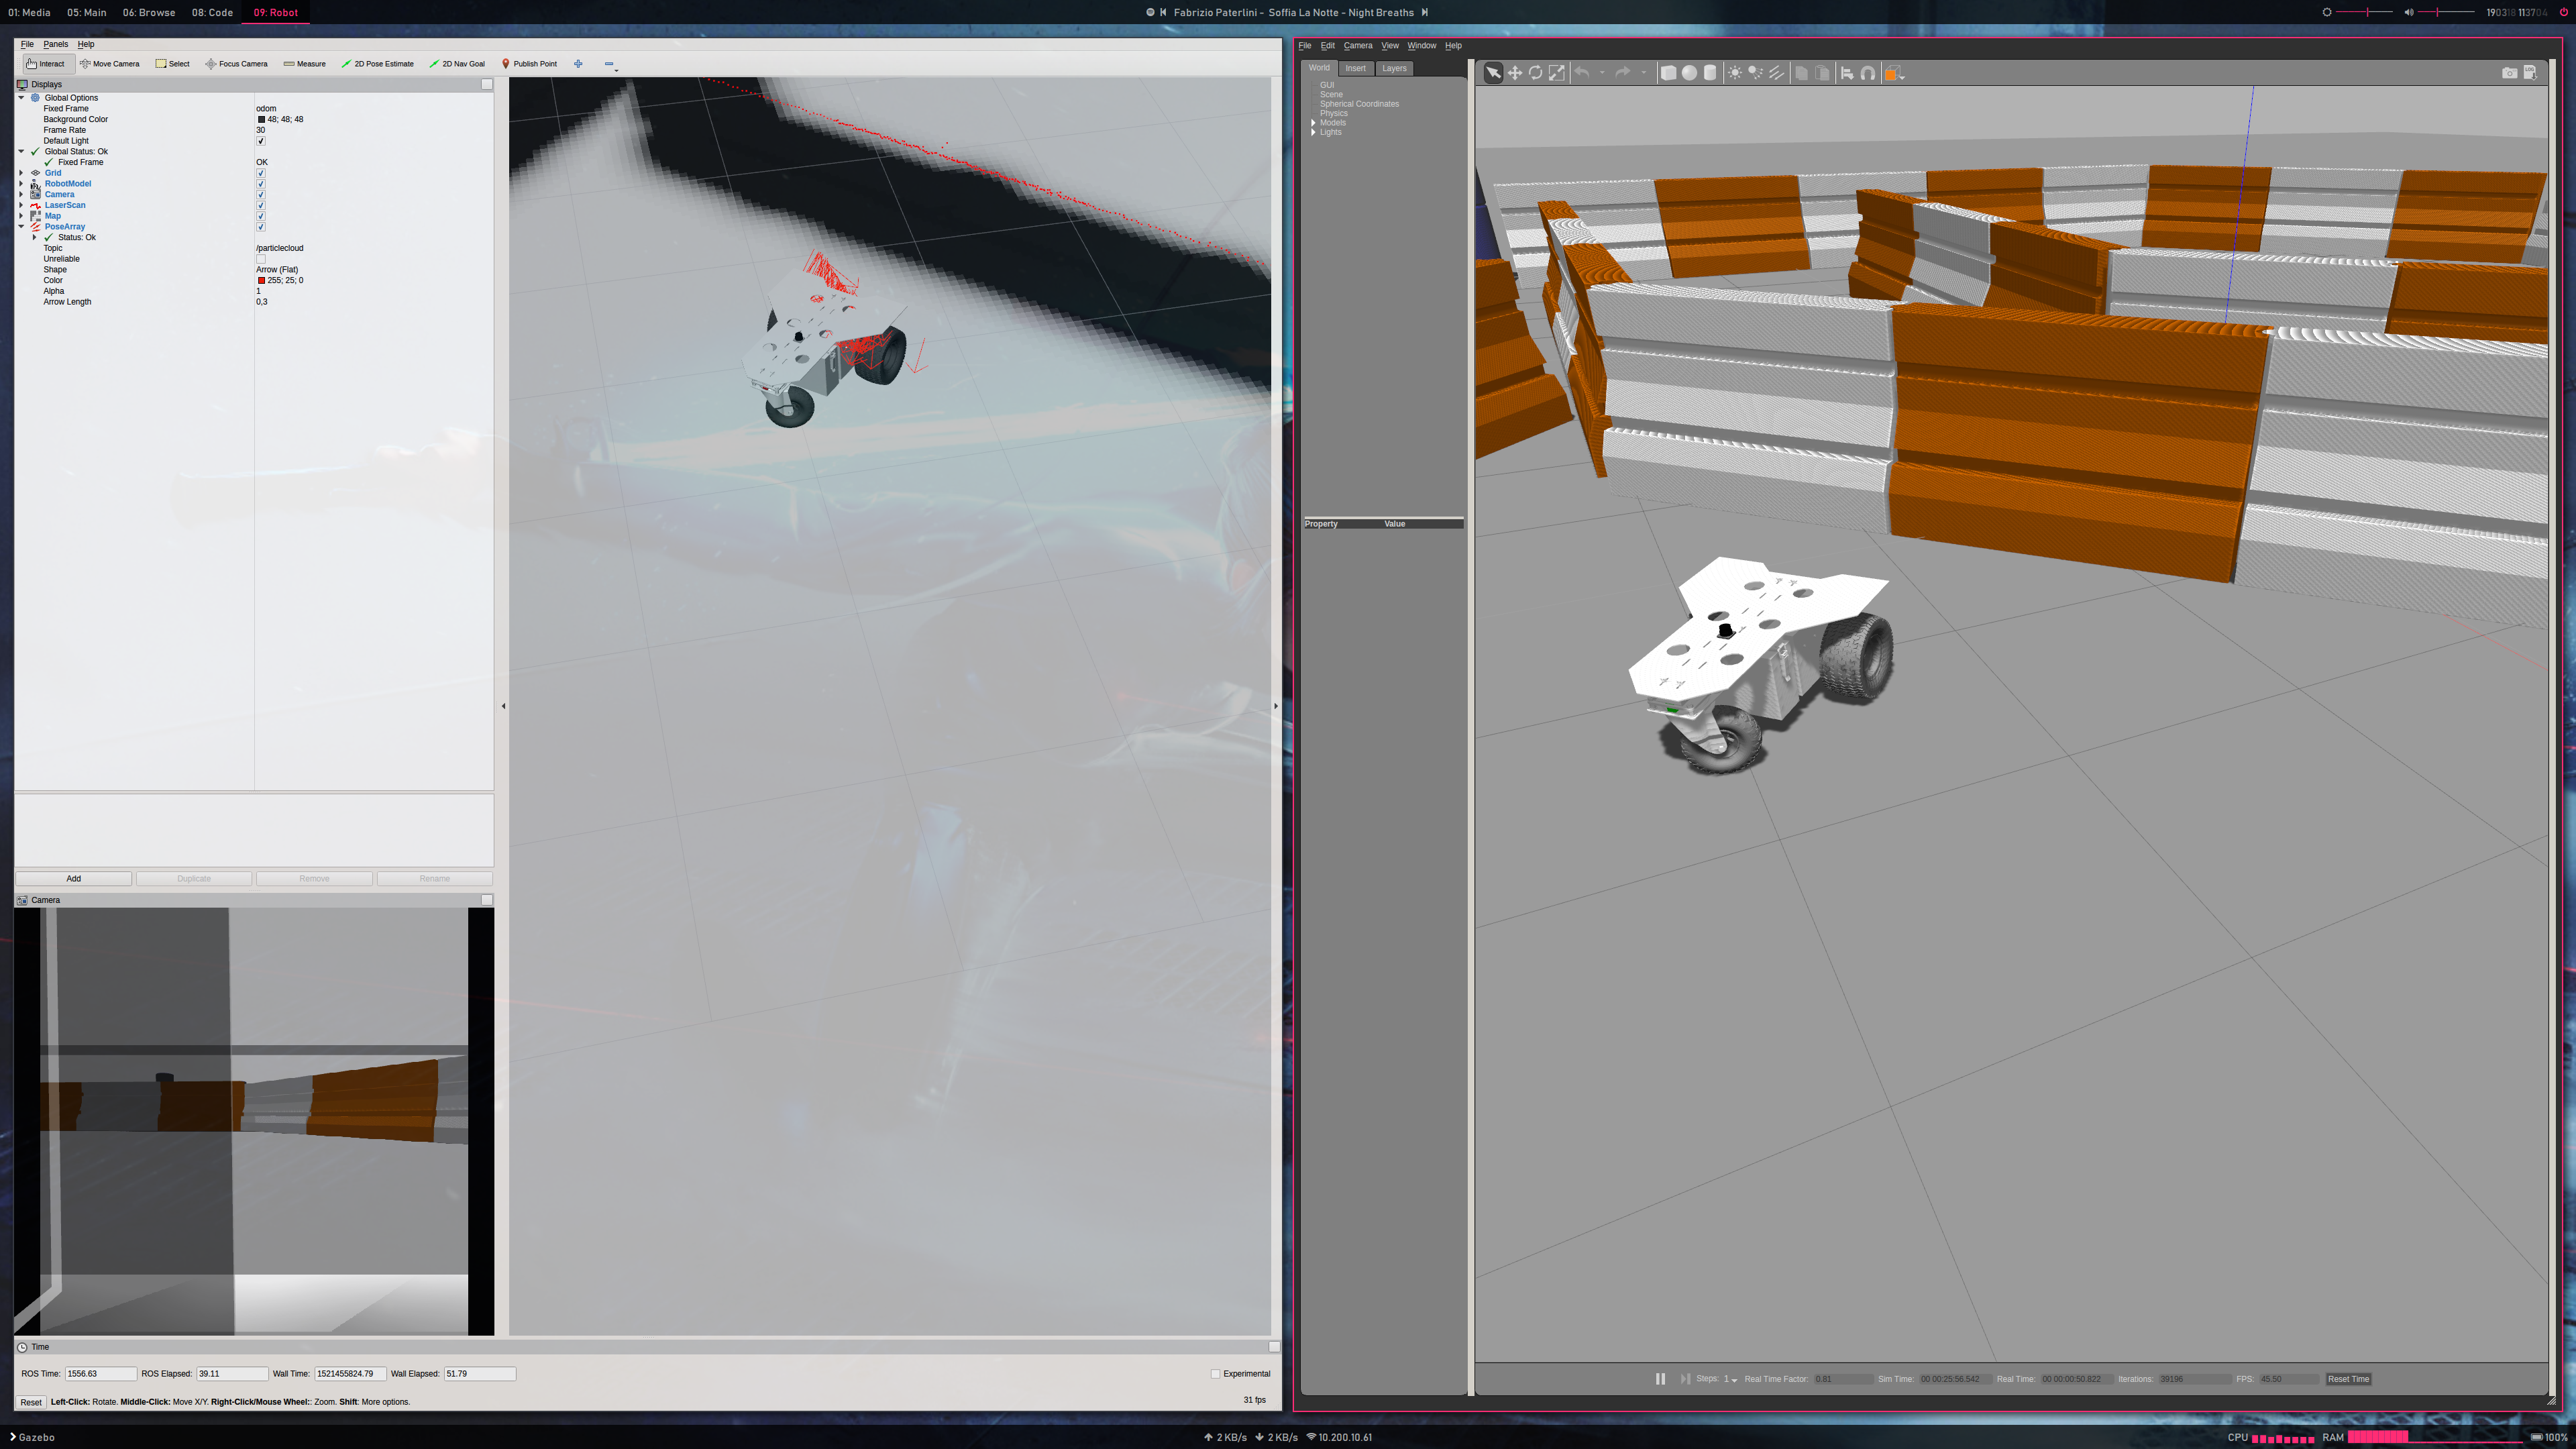 01: Media 05: Main 06: Browse 08: Code 09: Robot
Fabrizio Paterlini - Soffia La Notte - Night Breaths
190318 113704
File Panels Help
Interact Move Camera Select Focus Camera Measure 2D Pose Estimate 2D Nav Goal Publish Point
Displays
Global Options
Fixed Frame odom
Background Color 48; 48; 48
Frame Rate 30
Default Light
Global Status: Ok
Fixed Frame OK
Grid
RobotModel
Camera
LaserScan
Map
PoseArray
Status: Ok
Topic /particlecloud
Unreliable
Shape Arrow (Flat)
Color 255; 25; 0
Alpha 1
Arrow Length 0,3
Add Duplicate Remove Rename
Camera
Time
ROS Time: 1556.63 ROS Elapsed: 39.11 Wall Time: 1521455824.79 Wall Elapsed: 51.79 Experimental
Reset Left-Click: Rotate. Middle-Click: Move X/Y. Right-Click/Mouse Wheel:: Zoom. Shift: More options. 31 fps
File Edit Camera View Window Help
World Insert Layers
GUI
Scene
Spherical Coordinates
Physics
Models
Lights
Property Value
LOG
Steps: 1 Real Time Factor: 0.81 Sim Time: 00 00:25:56.542 Real Time: 00 00:00:50.822 Iterations: 39196 FPS: 45.50 Reset Time
Gazebo
2 KB/s 2 KB/s 10.200.10.61
CPU RAM 100%